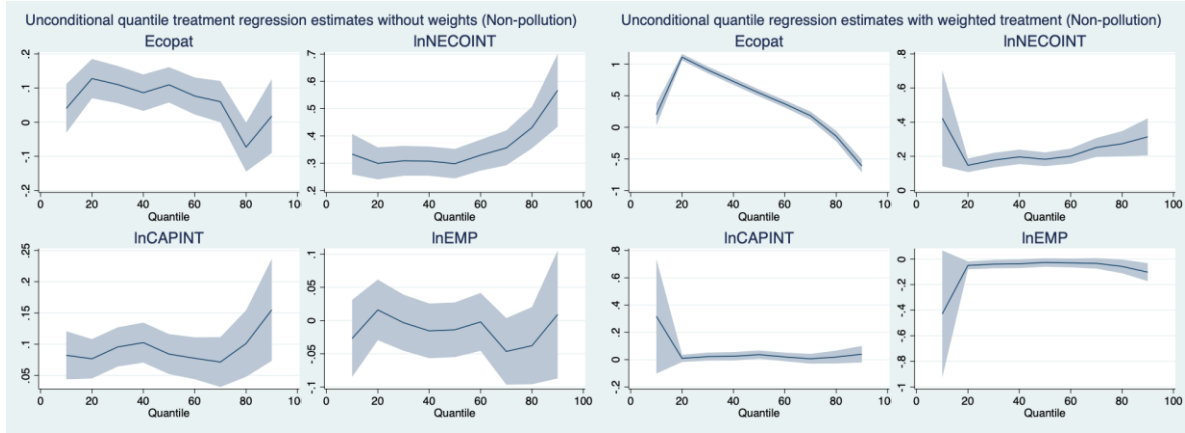 Unconditional quantile treatment regression estimates without weights (Non-pollution)
Ecopat
.2
.1
0
-.1
-.2
0 20 40 60 80 100
Quantile
lnNECOINT
.7
.6
.5
.4
.3
.2
0 20 40 60 80 100
Quantile
lnCAPINT
.25
.2
.15
.1
.05
0 20 40 60 80 100
Quantile
lnEMP
.1
.05
0
-.05
-.1
0 20 40 60 80 100
Quantile
Unconditional quantile regression estimates with weighted treatment (Non-pollution)
Ecopat
1
.5
0
-.5
-1
0 20 40 60 80 100
Quantile
lnNECOINT
.8
.6
.4
.2
0
0 20 40 60 80 100
Quantile
lnCAPINT
.8
.6
.4
.2
0
-.2
0 20 40 60 80 100
Quantile
lnEMP
0
-.2
-.4
-.6
-.8
-1
0 20 40 60 80 100
Quantile